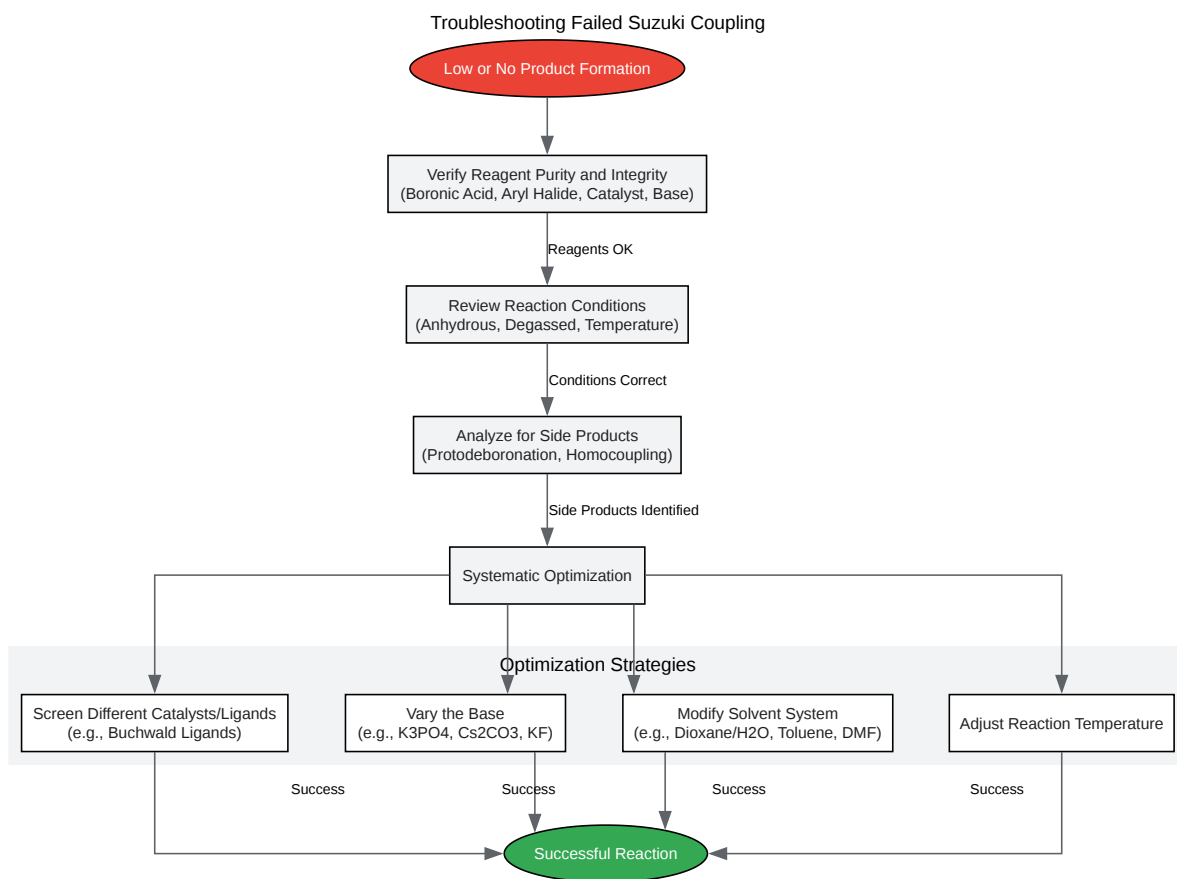 Troubleshooting Failed Suzuki Coupling
Low or No Product Formation
Verify Reagent Purity and Integrity
(Boronic Acid, Aryl Halide, Catalyst, Base)
Reagents OK
Review Reaction Conditions
(Anhydrous, Degassed, Temperature)
Conditions Correct
Analyze for Side Products
(Protodeboronation, Homocoupling)
Side Products Identified
Systematic Optimization
Optimization Strategies
Screen Different Catalysts/Ligands
(e.g., Buchwald Ligands)
Vary the Base
(e.g., K3PO4, Cs2CO3, KF)
Modify Solvent System
(e.g., Dioxane/H2O, Toluene, DMF)
Adjust Reaction Temperature
Success
Success
Success
Success
Successful Reaction